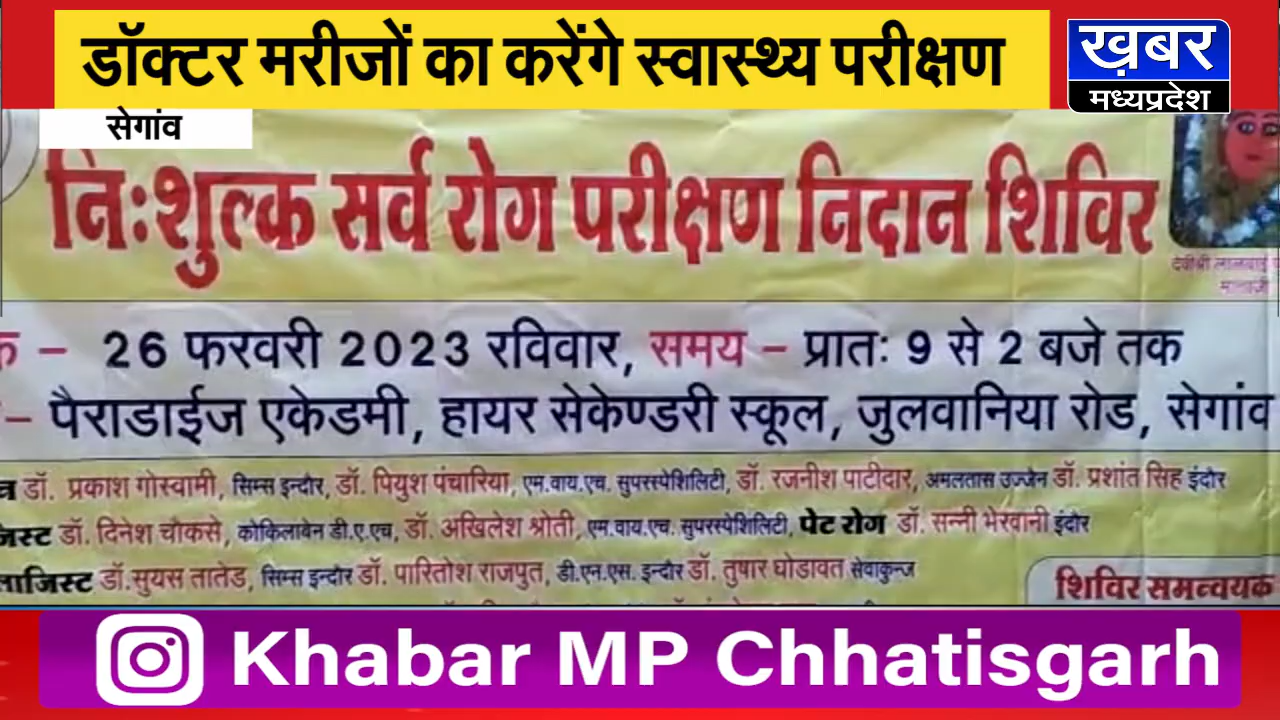 डॉक्टर मरीजों का करेंगे स्वास्थ्य परीक्षण
ख़बर
मध्यप्रदेश
सेगांव
निःशुल्क सर्व रोग परीक्षण निदान शिविर
देवीश्री लालबाई
माताजी
– 26 फरवरी 2023 रविवार, समय – प्रातः 9 से 2 बजे तक
– पैराडाईज एकेडमी, हायर सेकेण्डरी स्कूल, जुलवानिया रोड, सेगांव
डॉ. प्रकाश गोस्वामी, सिम्स इन्दौर, डॉ. पियुश पंचारिया, एम.वाय.एच. सुपरस्पेशिलिटी, डॉ. रजनीश पाटीदार, अमलतास उज्जेन डॉ. प्रशांत सिह इंदौर
जिस्ट डॉ. दिनेश चौकसे, कोकिलाबेन डी.ए.एच, डॉ. अखिलेश श्रोती, एम.वाय.एच. सुपरस्पेशिलिटी, पेट रोग डॉ. सन्नी भेरवानी इंदौर
लाजिस्ट डॉ.सुयस तातेड, सिम्स इन्दौर डॉ. पारितोश राजपुत, डी.एन.एस. इन्दौर डॉ. तुषार घोडावत सेवाकुन्ज
शिविर समन्वयक
Khabar MP Chhatisgarh